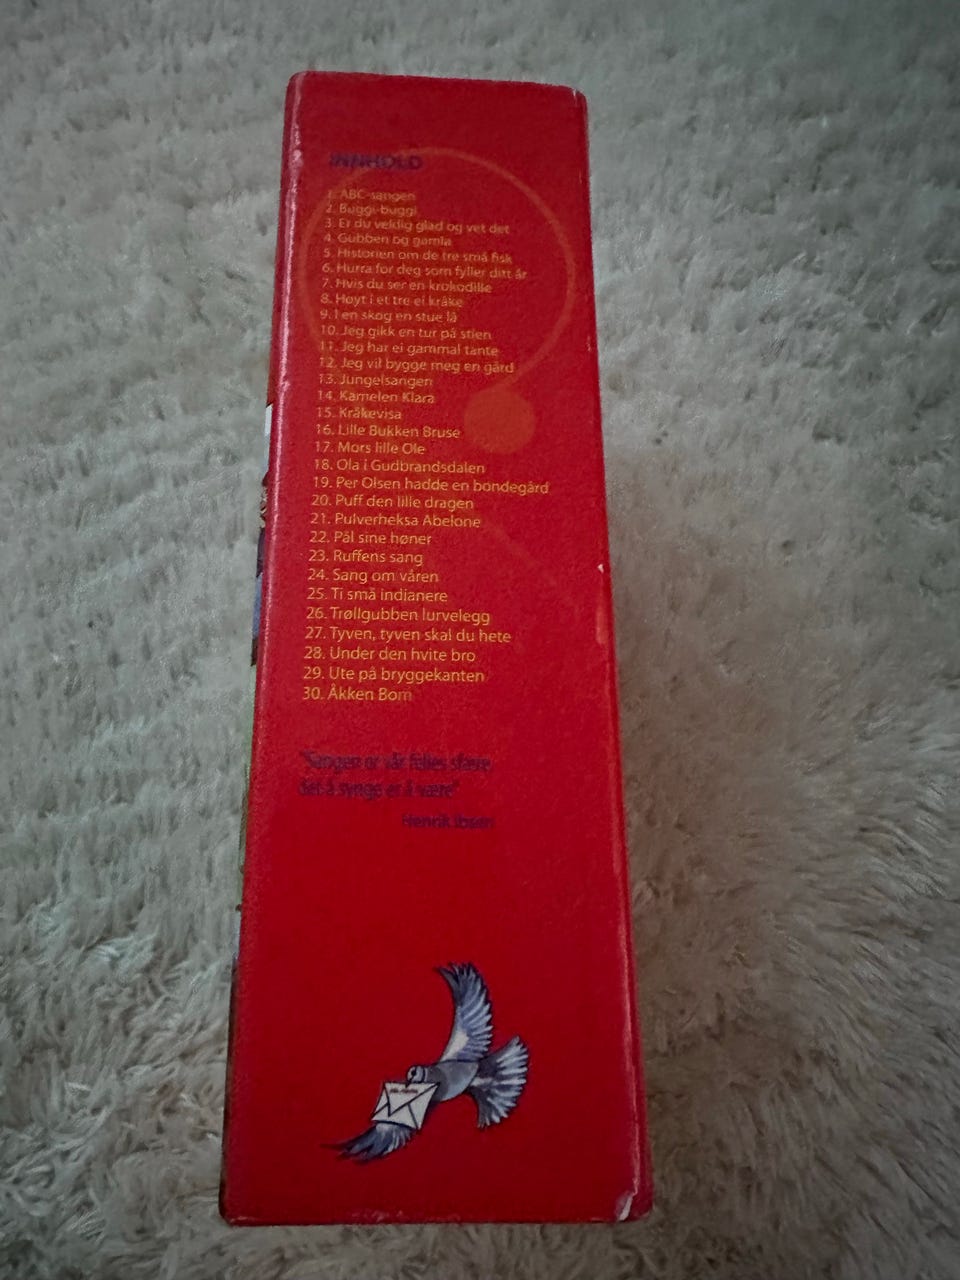 INNHOLD
1. ABC-sangen
2. Buggi-buggi
3. Er du veldig glad og vet det
4. Gubben og gamla
5. Historien om de tre små fisk
6. Hurra for deg som fyller ditt år
7. Hvis du ser en krokodille
8. Høyt i et tre ei kråke
9. I en skog en stue lå
10. Jeg gikk en tur på stien
11. Jeg har ei gammal tante
12. Jeg vil bygge meg en gård
13. Jungelsangen
14. Kamelen Klara
15. Kråkevisa
16. Lille Bukken Bruse
17. Mors lille Ole
18. Ola i Gudbrandsdalen
19. Per Olsen hadde en bondegård
20. Puff den lille dragen
21. Pulverheksa Abelone
22. Pål sine høner
23. Ruffens sang
24. Sang om våren
25. Ti små indianere
26. Trøllgubben lurvelegg
27. Tyven, tyven skal du hete
28. Under den hvite bro
29. Ute på bryggekanten
30. Åkken Bom
"Sangen er vår felles sfære,
det å synge er å være"
Henrik Ibsen